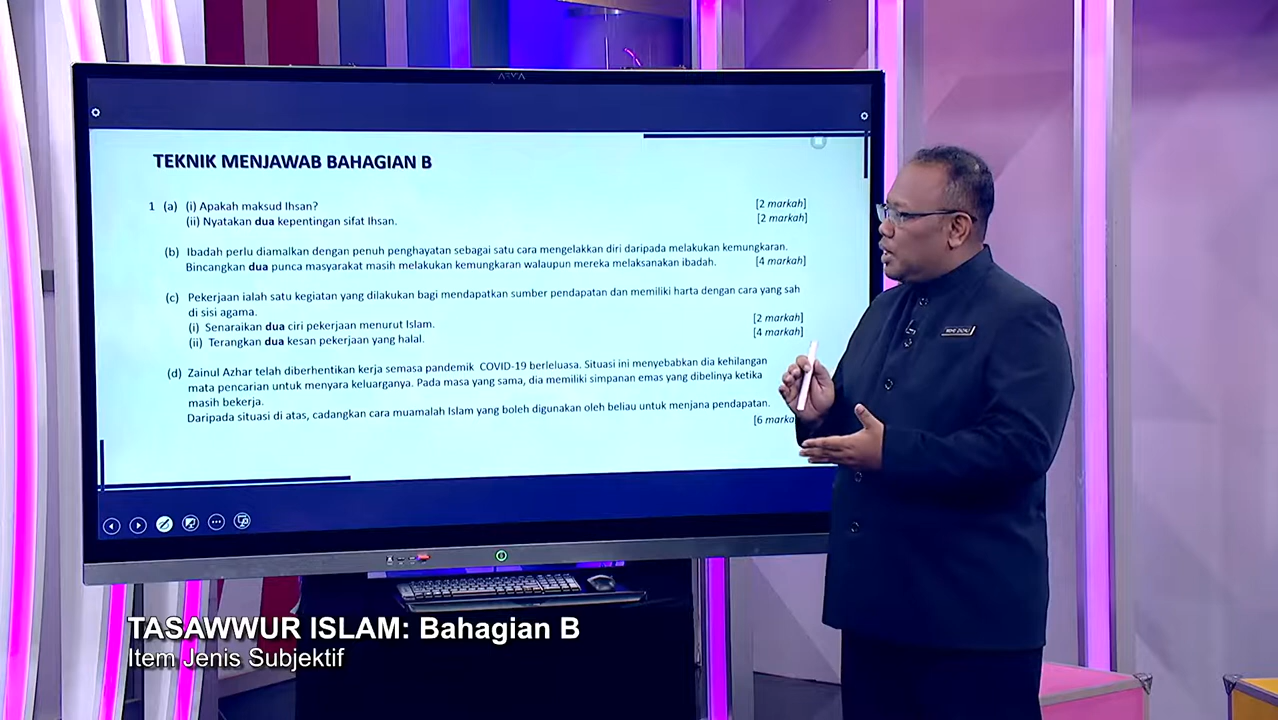 AEVA
TEKNIK MENJAWAB BAHAGIAN B
1 (a) (i) Apakah maksud Ihsan? [2 markah]
(ii) Nyatakan dua kepentingan sifat Ihsan. [2 markah]
(b) Ibadah perlu diamalkan dengan penuh penghayatan sebagai satu cara mengelakkan diri daripada melakukan kemungkaran.
Bincangkan dua punca masyarakat masih melakukan kemungkaran walaupun mereka melaksanakan ibadah. [4 markah]
(c) Pekerjaan ialah satu kegiatan yang dilakukan bagi mendapatkan sumber pendapatan dan memiliki harta dengan cara yang sah
di sisi agama.
(i) Senaraikan dua ciri pekerjaan menurut Islam. [2 markah]
(ii) Terangkan dua kesan pekerjaan yang halal. [4 markah]
(d) Zainul Azhar telah diberhentikan kerja semasa pandemik COVID-19 berleluasa. Situasi ini menyebabkan dia kehilangan
mata pencarian untuk menyara keluarganya. Pada masa yang sama, dia memiliki simpanan emas yang dibelinya ketika
masih bekerja.
Daripada situasi di atas, cadangkan cara muamalah Islam yang boleh digunakan oleh beliau untuk menjana pendapatan.
[6 marka
TASAWWUR ISLAM: Bahagian B
Item Jenis Subjektif